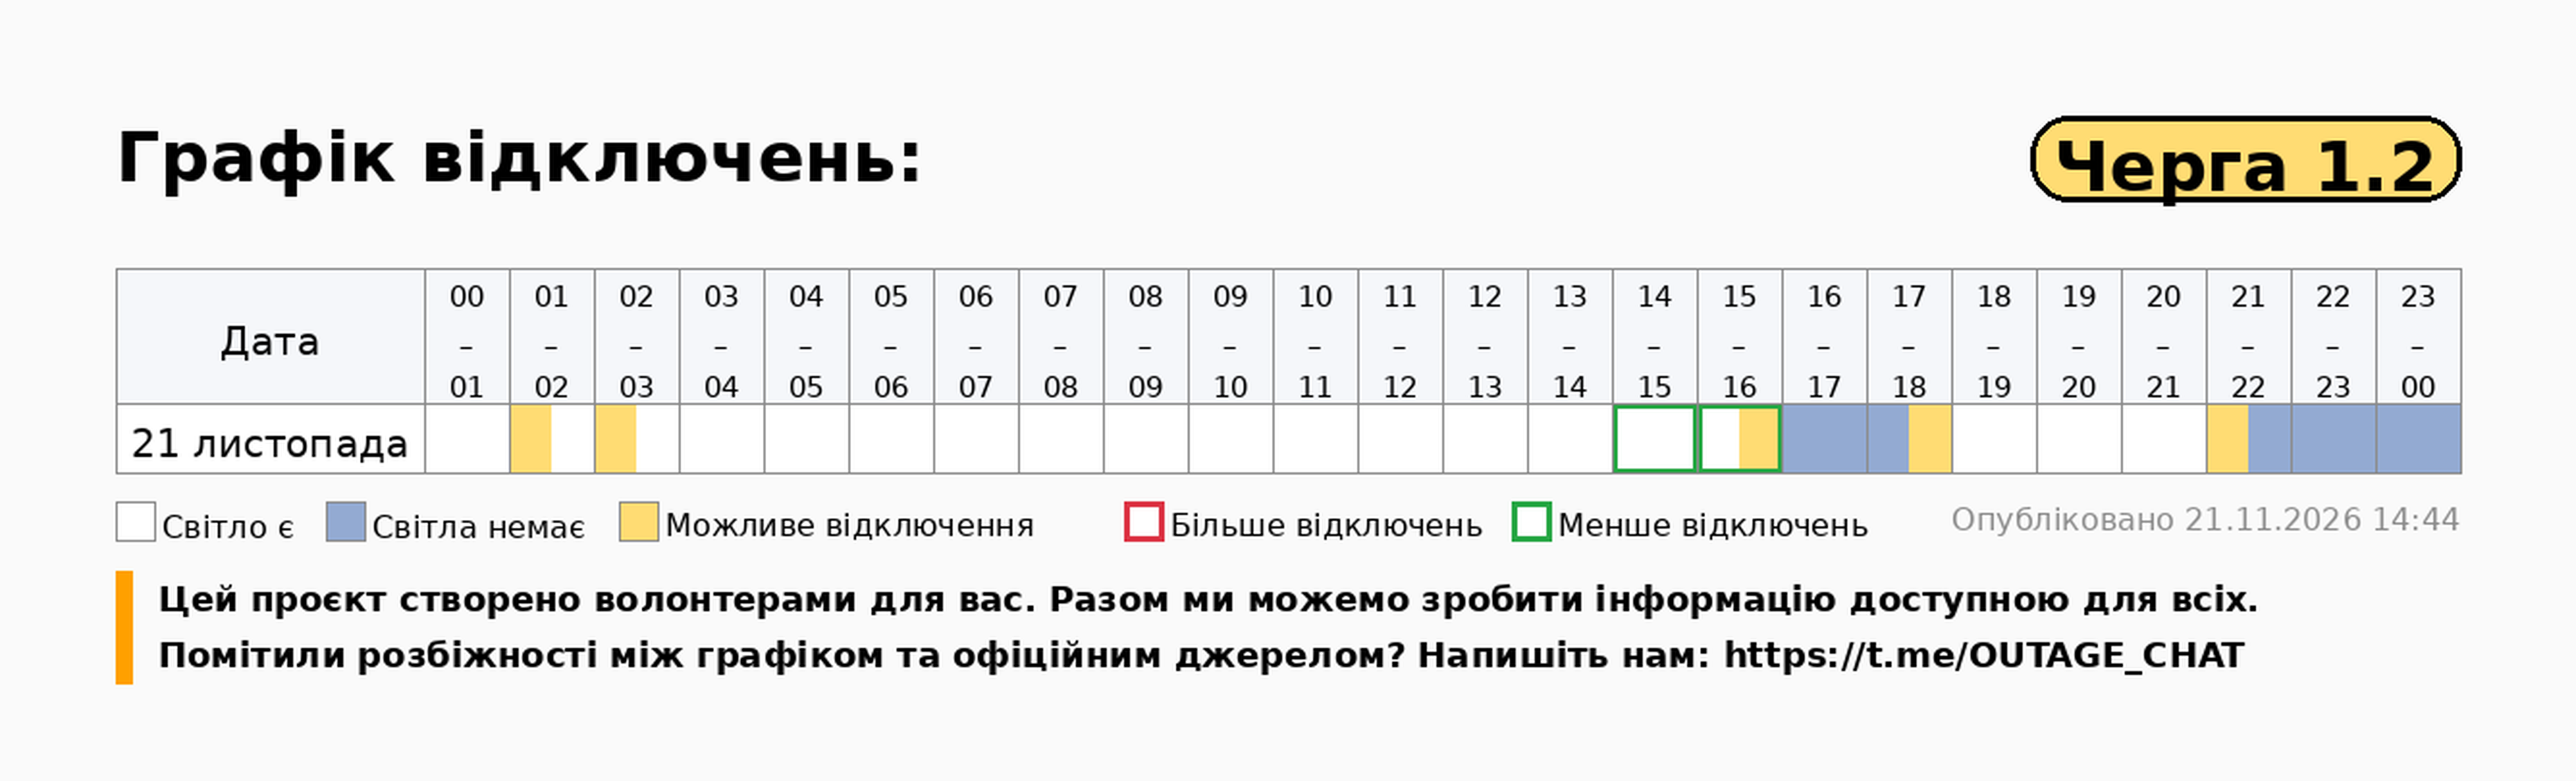 Графік відключень:
Черга 1.2
Дата
00 – 01
01 – 02
02 – 03
03 – 04
04 – 05
05 – 06
06 – 07
07 – 08
08 – 09
09 – 10
10 – 11
11 – 12
12 – 13
13 – 14
14 – 15
15 – 16
16 – 17
17 – 18
18 – 19
19 – 20
20 – 21
21 – 22
22 – 23
23 – 00
21 листопада
Світло є
Світла немає
Можливе відключення
Більше відключень
Менше відключень
Опубліковано 21.11.2026 14:44
Цей проєкт створено волонтерами для вас. Разом ми можемо зробити інформацію доступною для всіх.
Помітили розбіжності між графіком та офіційним джерелом? Напишіть нам: https://t.me/OUTAGE_CHAT